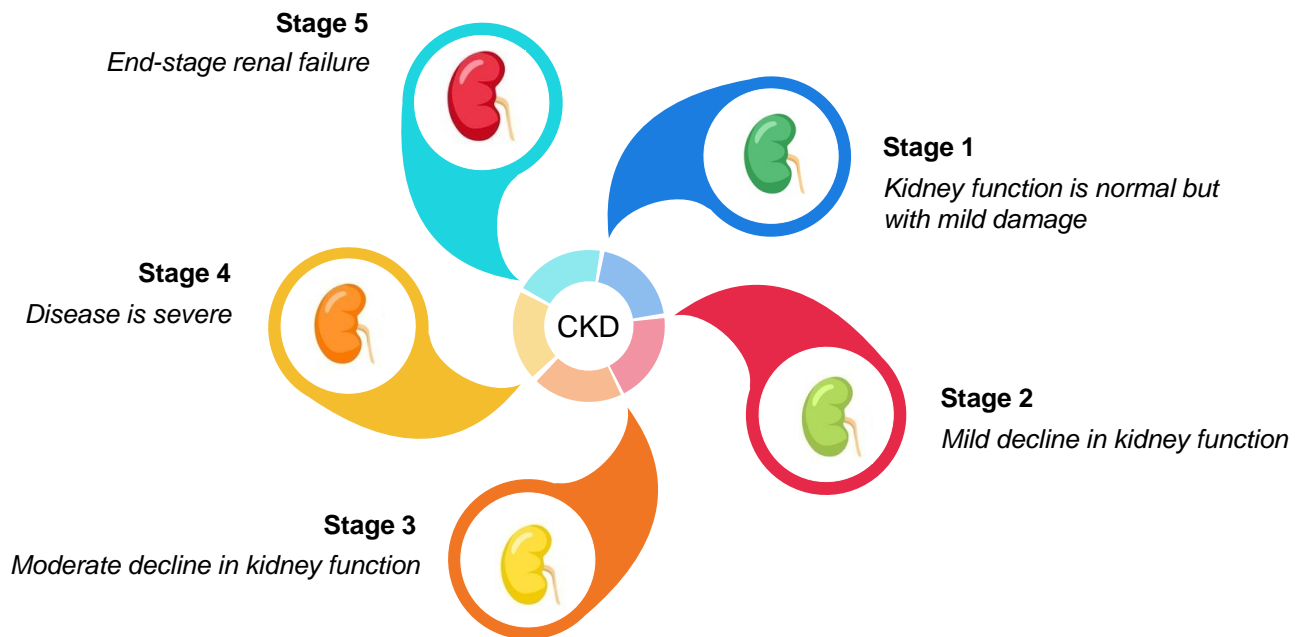 Stage 5
End-stage renal failure
Stage 1
Kidney function is normal but
with mild damage
Stage 4
Disease is severe
CKD
Stage 2
Mild decline in kidney function
Stage 3
Moderate decline in kidney function